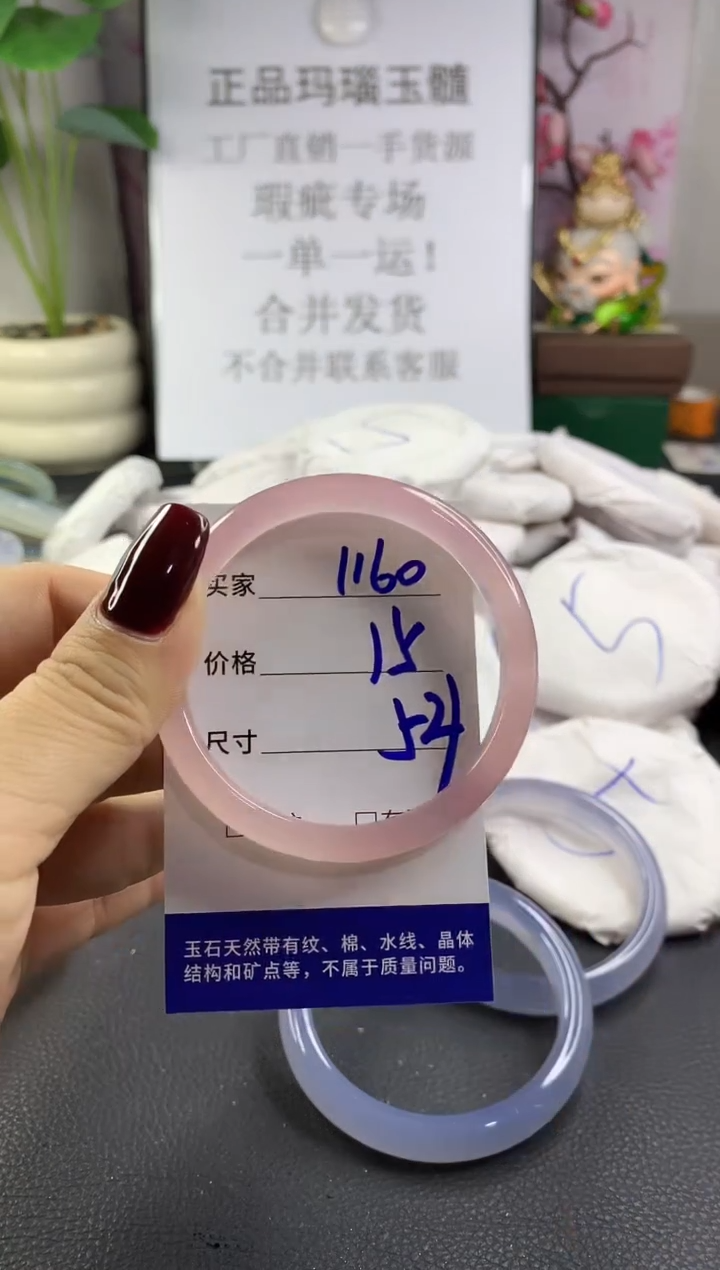 正品玛瑙玉髓
工厂直销一手货源
瑕疵专场
一单一运！
合并发货
不合并联系客服
买家 1160
价格 15
尺寸 54
玉石天然带有纹、棉、水线、晶体
结构和矿点等，不属于质量问题。
5